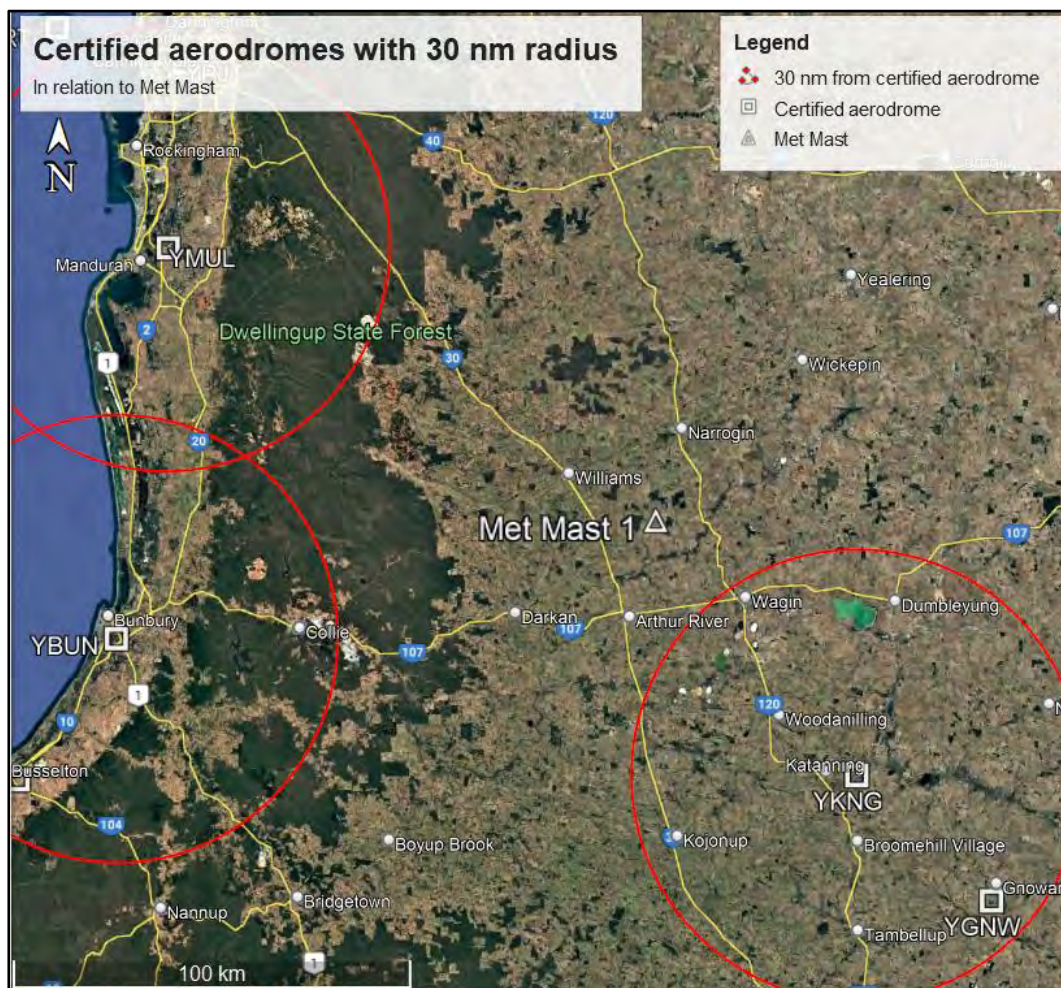 Certified aerodromes with 30 nm radius
In relation to Met Mast
Legend
30 nm from certified aerodrome
Certified aerodrome
Met Mast
N
120
40
Rockingham
YMUL
Mandurah
Yealering
Dwellingup State Forest
2
30
1
Wickepin
20
Narrogin
Williams
Met Mast 1
107
Bunbury
YBUN
Collie
Darkan
107
107
Arthur River
Wagin
Dumbleyung
1
10
120
Woodanilling
Busselton
Katanning
YKNG
104
Boyup Brook
Kojonup
Broomehill Village
Gnowan
YGNW
Nannup
Bridgetown
Tambellup
1
100 km